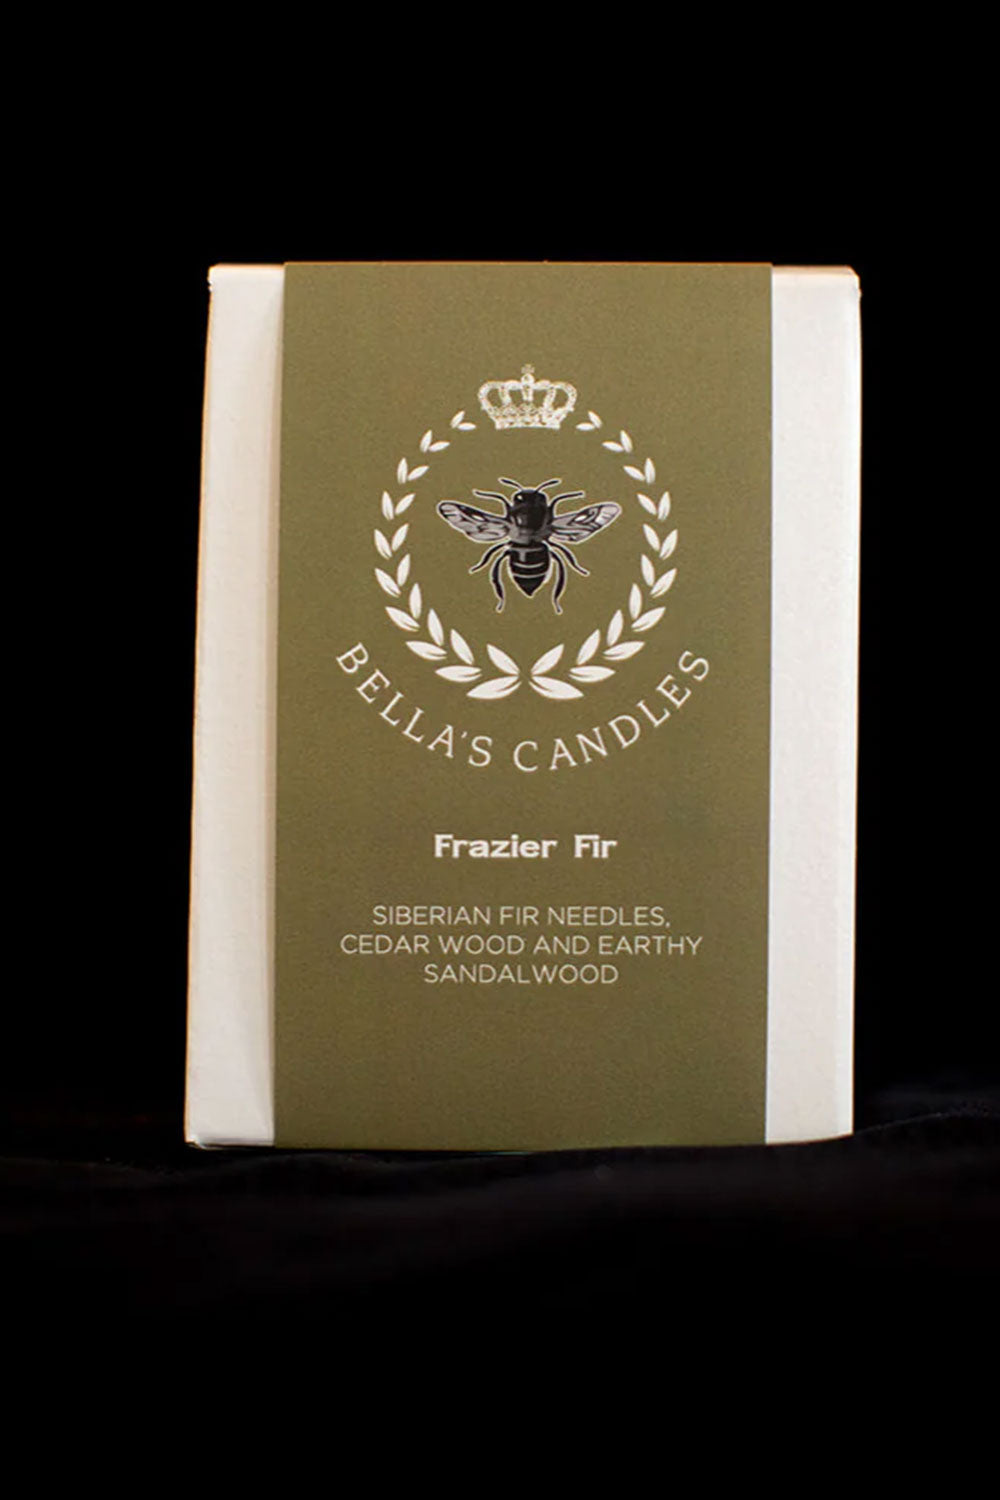 BELLA'S CANDLES
Frazier Fir
SIBERIAN FIR NEEDLES,
CEDAR WOOD AND EARTHY
SANDALWOOD